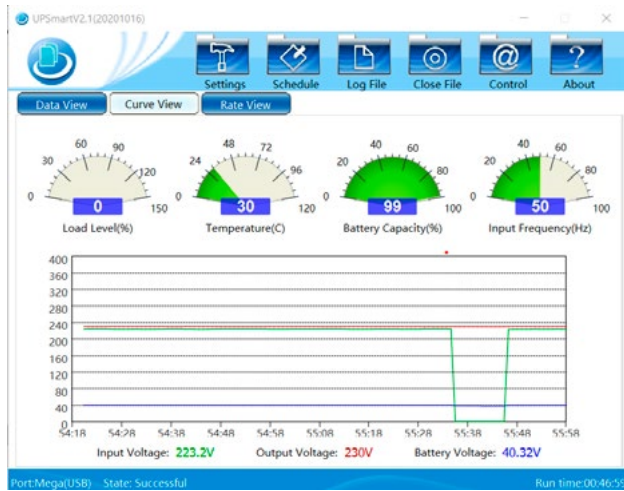 UPSmartV2.1(20201016)
Settings Schedule Log File Close File Control About
Data View Curve View Rate View
0 30 60 90 120 150
0
Load Level(%)
0 24 48 72 96 120
30
Temperature(C)
0 20 40 60 80 100
99
Battery Capacity(%)
0 20 40 60 80 100
50
Input Frequency(Hz)
400
360
320
280
240
200
160
120
80
40
0
54:18 54:28 54:38 54:48 54:58 55:08 55:18 55:28 55:38 55:48 55:58
Input Voltage: 223.2V Output Voltage: 230V Battery Voltage: 40.32V
Port:Mega(USB) State: Successful Run time:00:46:59